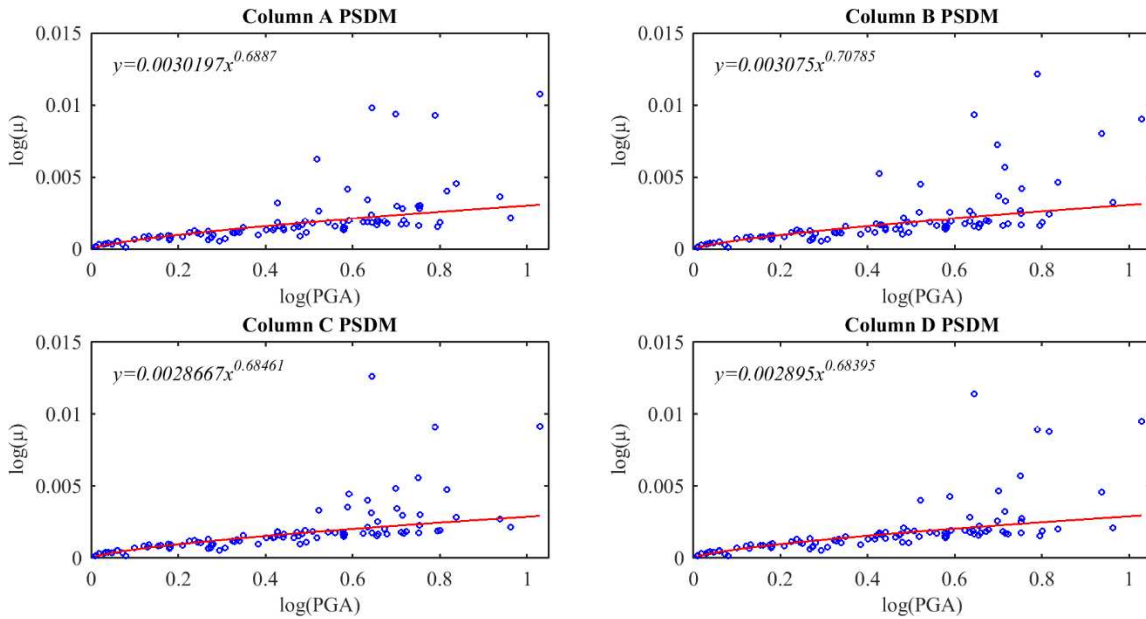 Column A PSDM
y=0.0030197x^0.6887
0.015
0.01
0.005
0
log(μ)
0 0.2 0.4 0.6 0.8 1
log(PGA)
Column B PSDM
y=0.003075x^0.70785
0.015
0.01
0.005
0
log(μ)
0 0.2 0.4 0.6 0.8 1
log(PGA)
Column C PSDM
y=0.0028667x^0.68461
0.015
0.01
0.005
0
log(μ)
0 0.2 0.4 0.6 0.8 1
log(PGA)
Column D PSDM
y=0.002895x^0.68395
0.015
0.01
0.005
0
log(μ)
0 0.2 0.4 0.6 0.8 1
log(PGA)